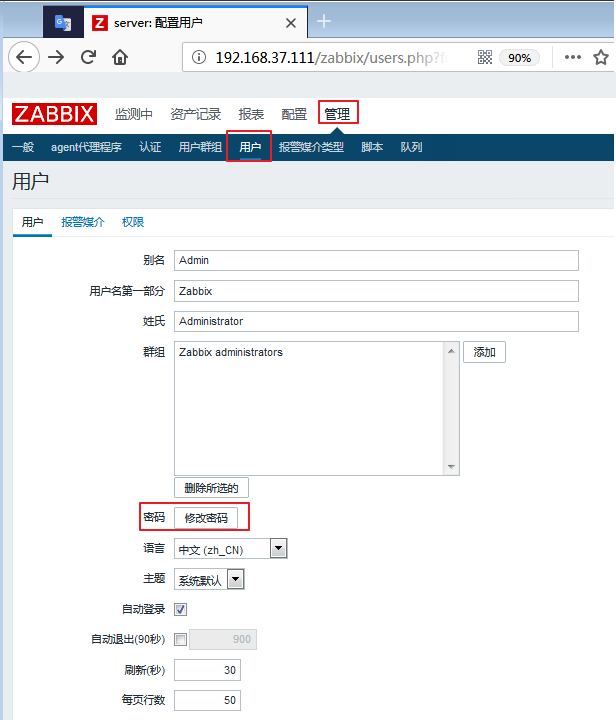 server: 配置用户
192.168.37.111/zabbix/users.php?f
90%
ZABBIX 监测中 资产记录 报表 配置 管理
一般 agent代理程序 认证 用户群组 用户 报警媒介类型 脚本 队列
用户
用户 报警媒介 权限
别名 Admin
用户名第一部分 Zabbix
姓氏 Administrator
群组 Zabbix administrators 添加
删除所选的
密码 修改密码
语言 中文 (zh_CN)
主题 系统默认
自动登录
自动退出(90秒) 900
刷新(秒) 30
每页行数 50